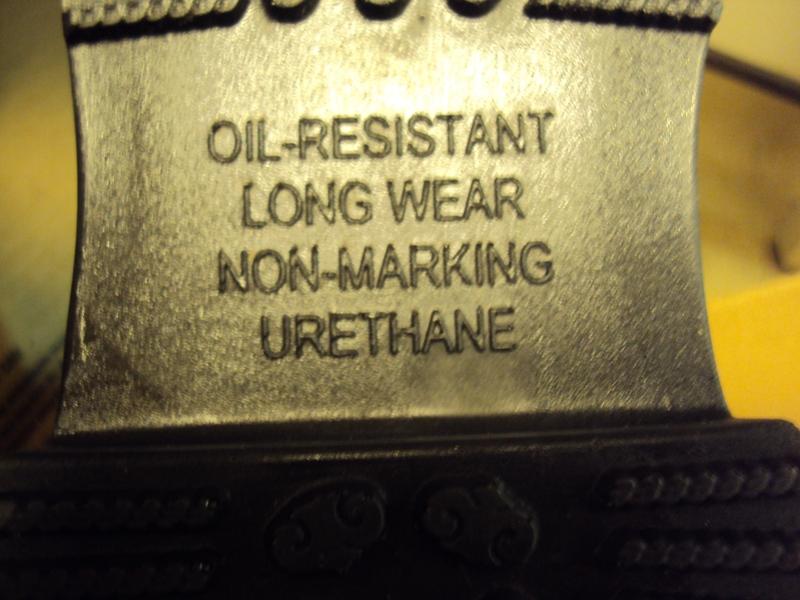 OIL-RESISTANT
LONG WEAR
NON-MARKING
URETHANE